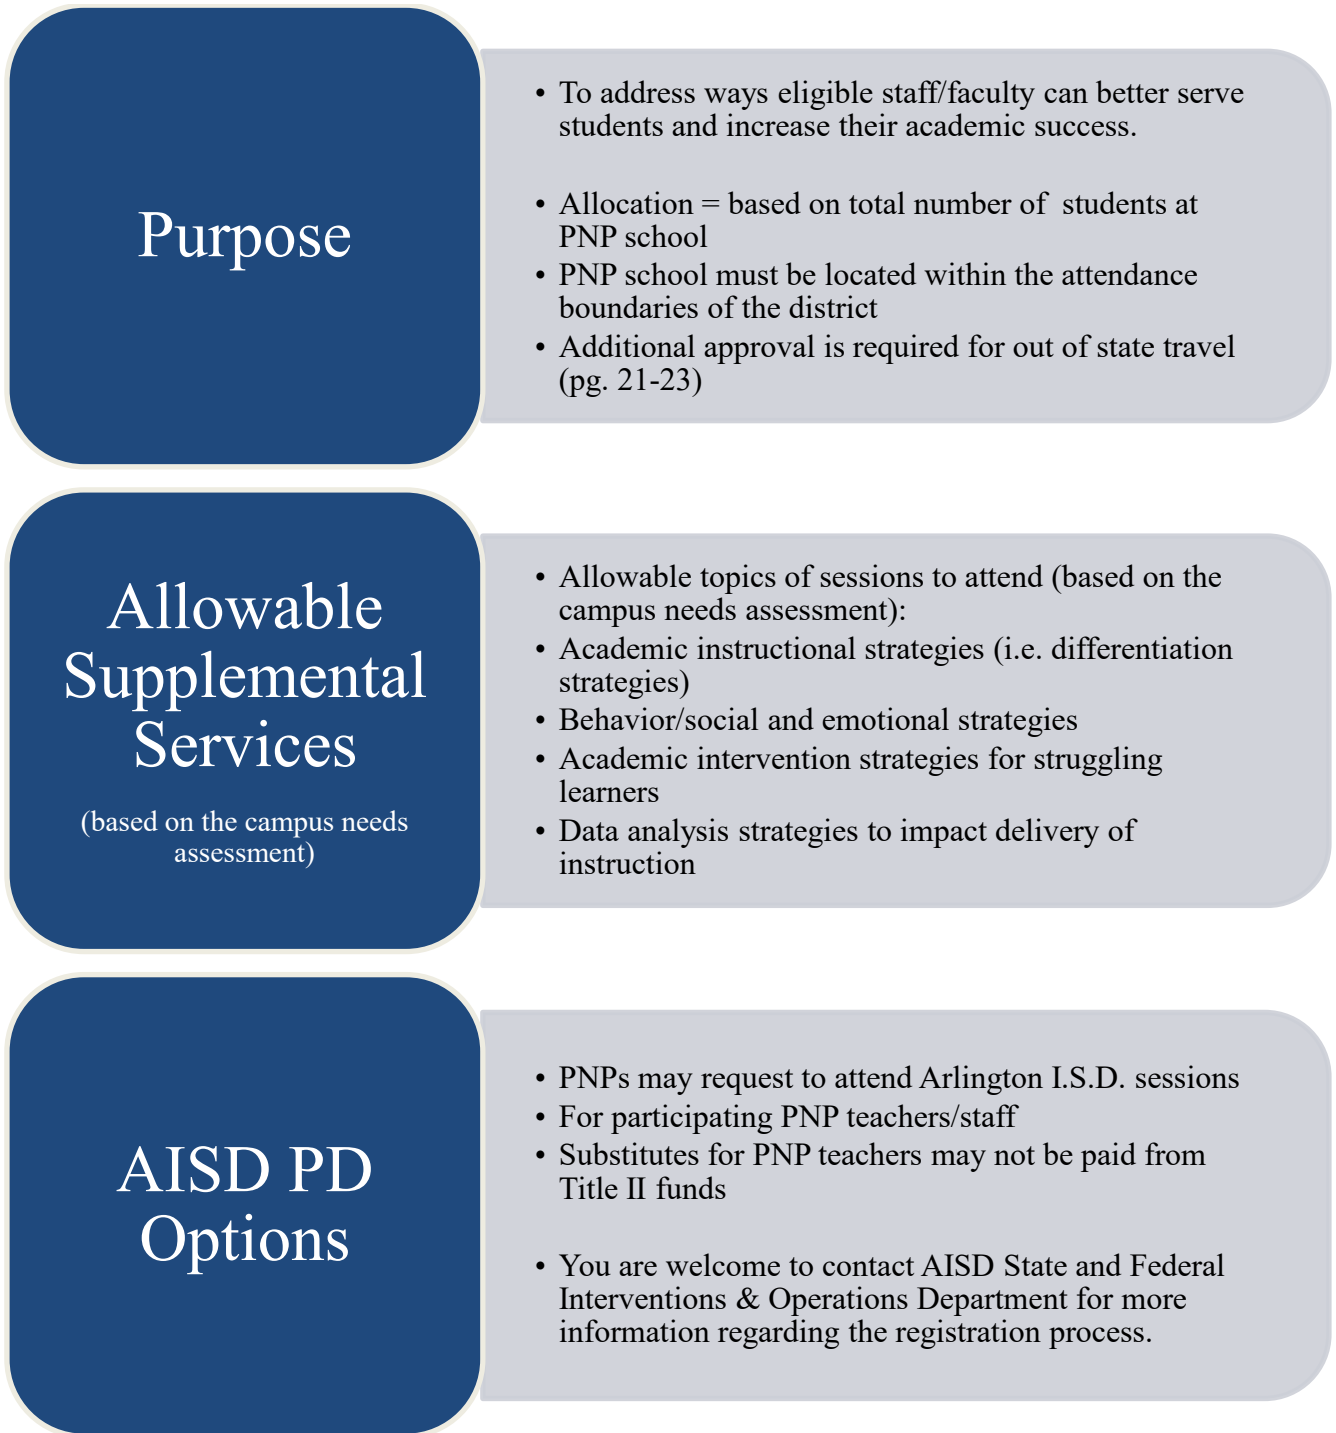 Purpose
• To address ways eligible staff/faculty can better serve
students and increase their academic success.
• Allocation = based on total number of  students at
PNP school
• PNP school must be located within the attendance
boundaries of the district
• Additional approval is required for out of state travel
(pg. 21-23)
Allowable
Supplemental
Services
(based on the campus needs
assessment)
• Allowable topics of sessions to attend (based on the
campus needs assessment):
• Academic instructional strategies (i.e. differentiation
strategies)
• Behavior/social and emotional strategies
• Academic intervention strategies for struggling
learners
• Data analysis strategies to impact delivery of
instruction
AISD PD
Options
• PNPs may request to attend Arlington I.S.D. sessions
• For participating PNP teachers/staff
• Substitutes for PNP teachers may not be paid from
Title II funds
• You are welcome to contact AISD State and Federal
Interventions & Operations Department for more
information regarding the registration process.